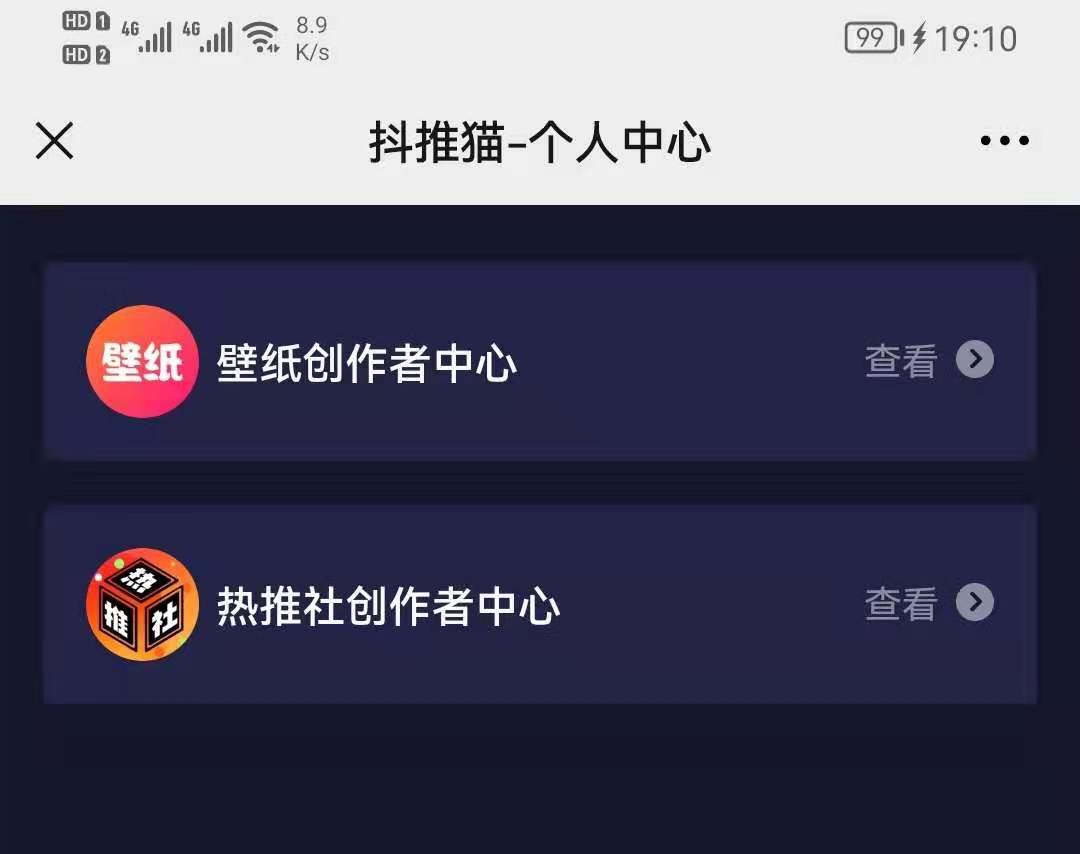 HD 1 4G 4G 8.9
HD 2 K/s
99 19:10
抖推猫-个人中心
壁纸 壁纸创作者中心 查看
热推社 热推社创作者中心 查看